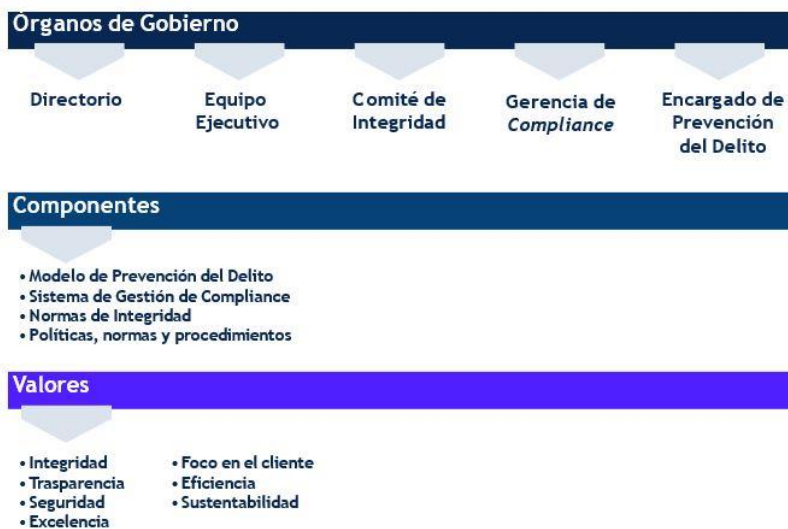 Órganos de Gobierno
Directorio
Equipo
Ejecutivo
Comité de
Integridad
Gerencia de
Compliance
Encargado de
Prevención
del Delito
Componentes
• Modelo de Prevención del Delito
• Sistema de Gestión de Compliance
• Normas de Integridad
• Políticas, normas y procedimientos
Valores
• Integridad
• Trasparencia
• Seguridad
• Excelencia
• Foco en el cliente
• Eficiencia
• Sustentabilidad